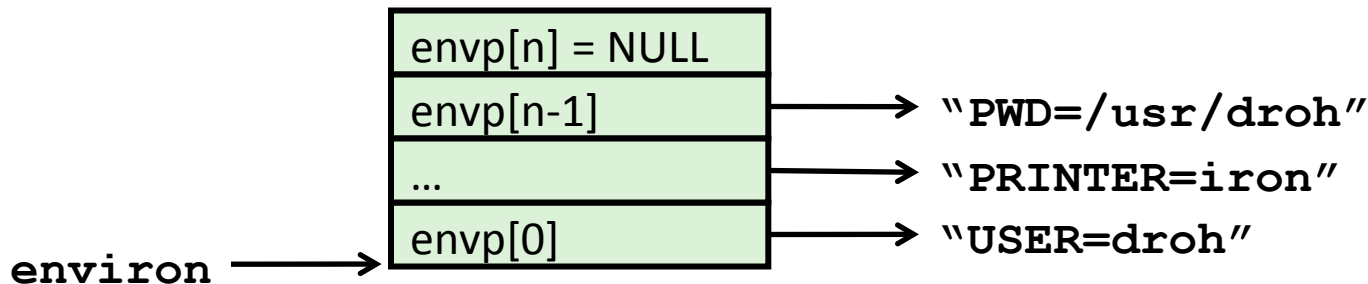 envp[n] = NULL
envp[n-1] “PWD=/usr/droh”
… “PRINTER=iron”
envp[0] “USER=droh”
environ